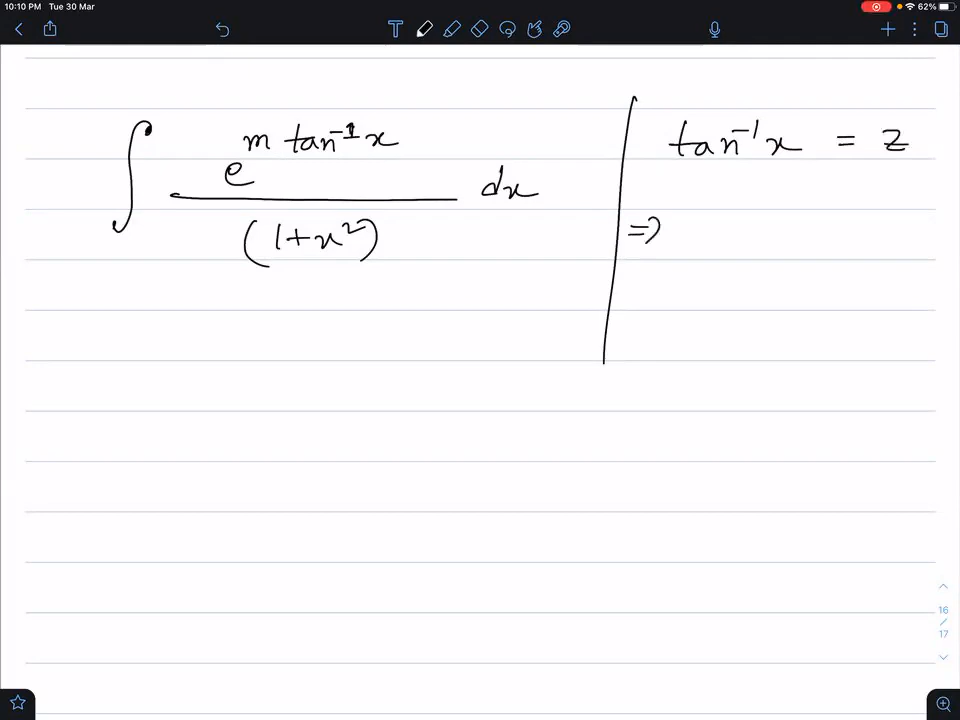 10:10 PM Tue 30 Mar
62%
∫ e^(m tan⁻¹x) / (1+x²) dx
tan⁻¹x = z
=>
16
/
17